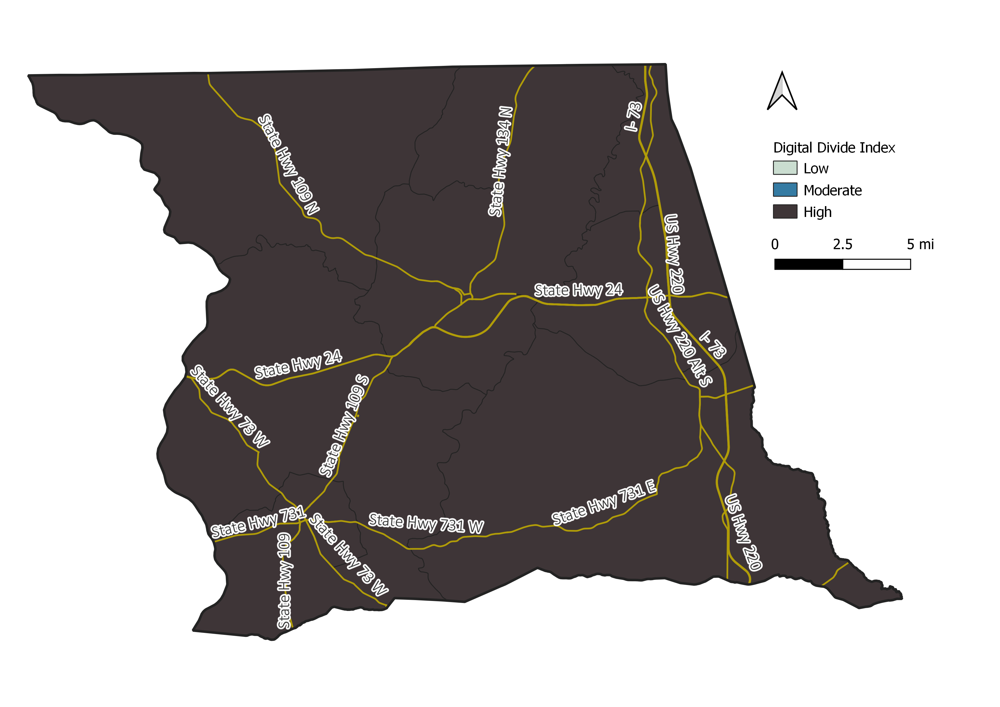 I- 73
State Hwy 109 N
State Hwy 134 N
Digital Divide Index
Low
Moderate
High
US Hwy 220
0 2.5 5 mi
State Hwy 24
US Hwy 220 Alt S
I- 73
State Hwy 24
State Hwy 73 W
State Hwy 109 S
State Hwy 731 E
State Hwy 731
State Hwy 731 W
US Hwy 220
State Hwy 73 W
State Hwy 109